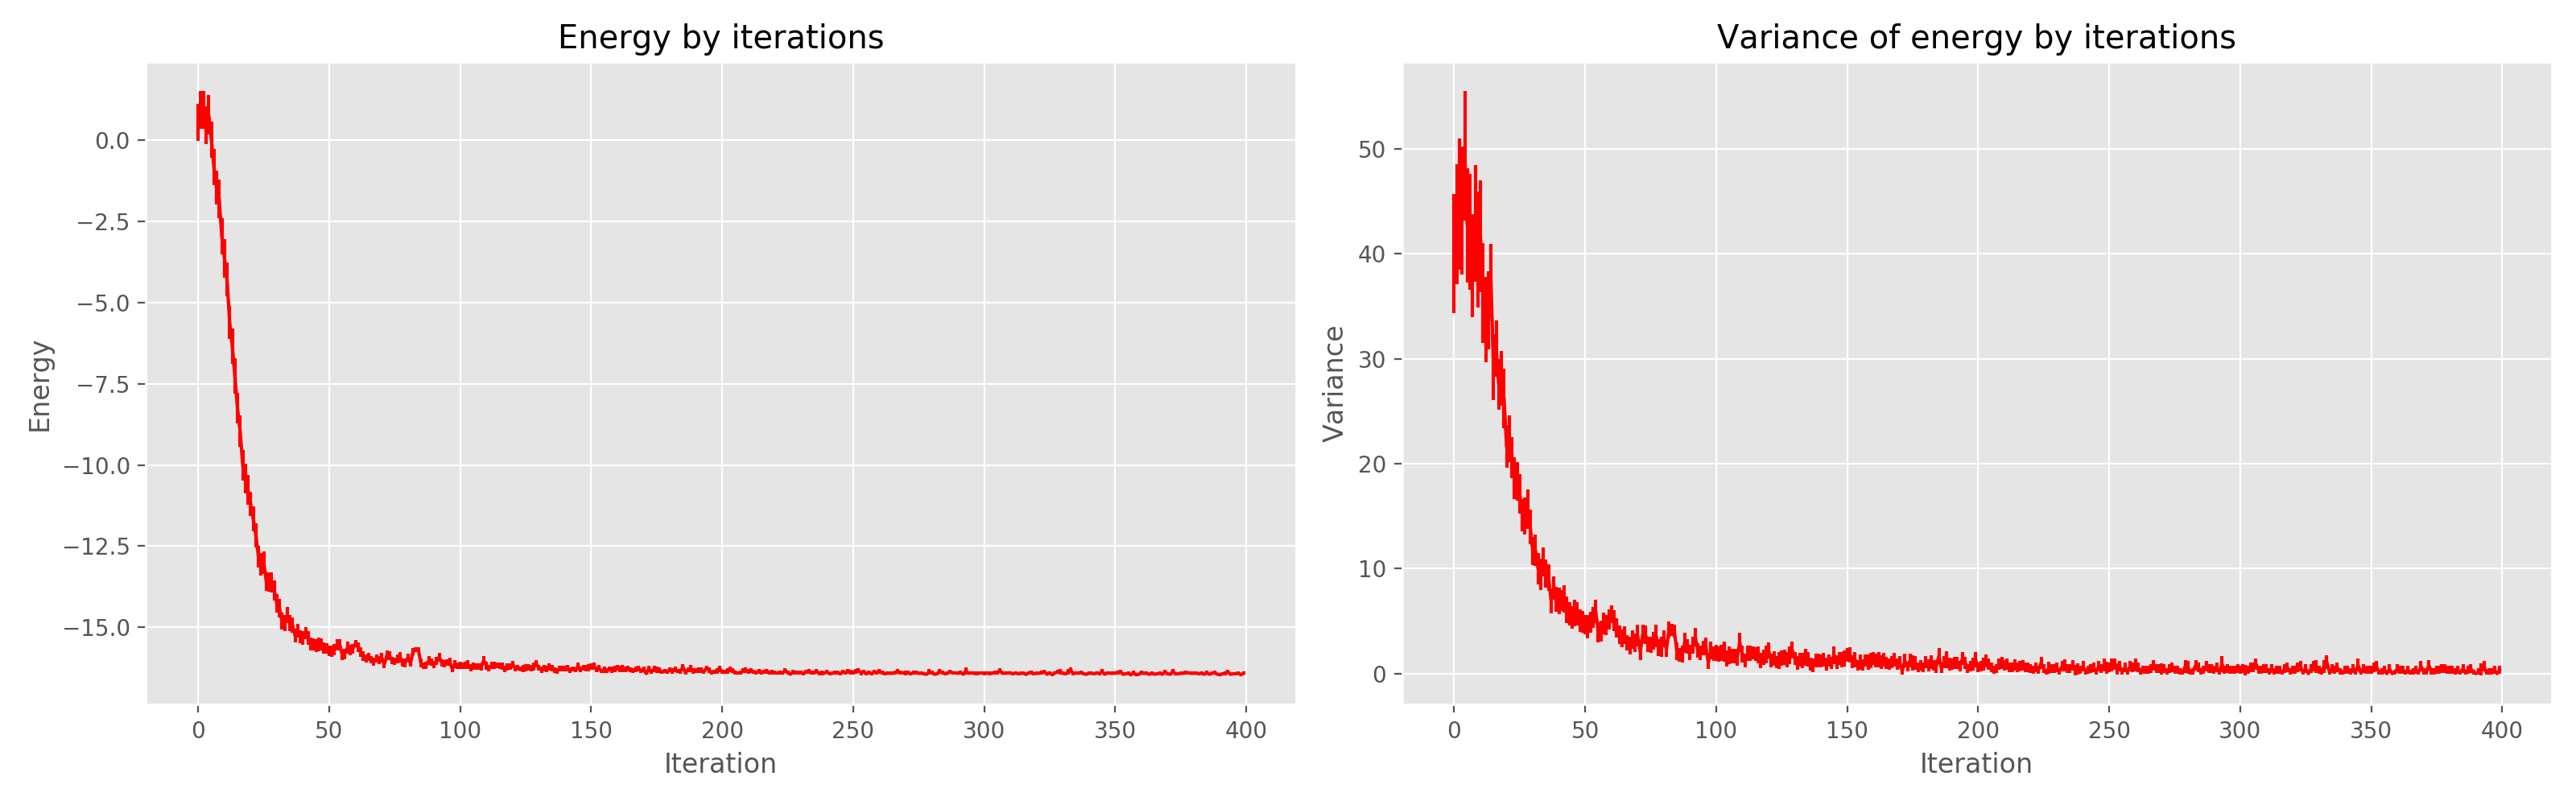 Energy by iterations
Energy
0.0
−2.5
−5.0
−7.5
−10.0
−12.5
−15.0
0 50 100 150 200 250 300 350 400
Iteration
Variance of energy by iterations
Variance
50
40
30
20
10
0
0 50 100 150 200 250 300 350 400
Iteration